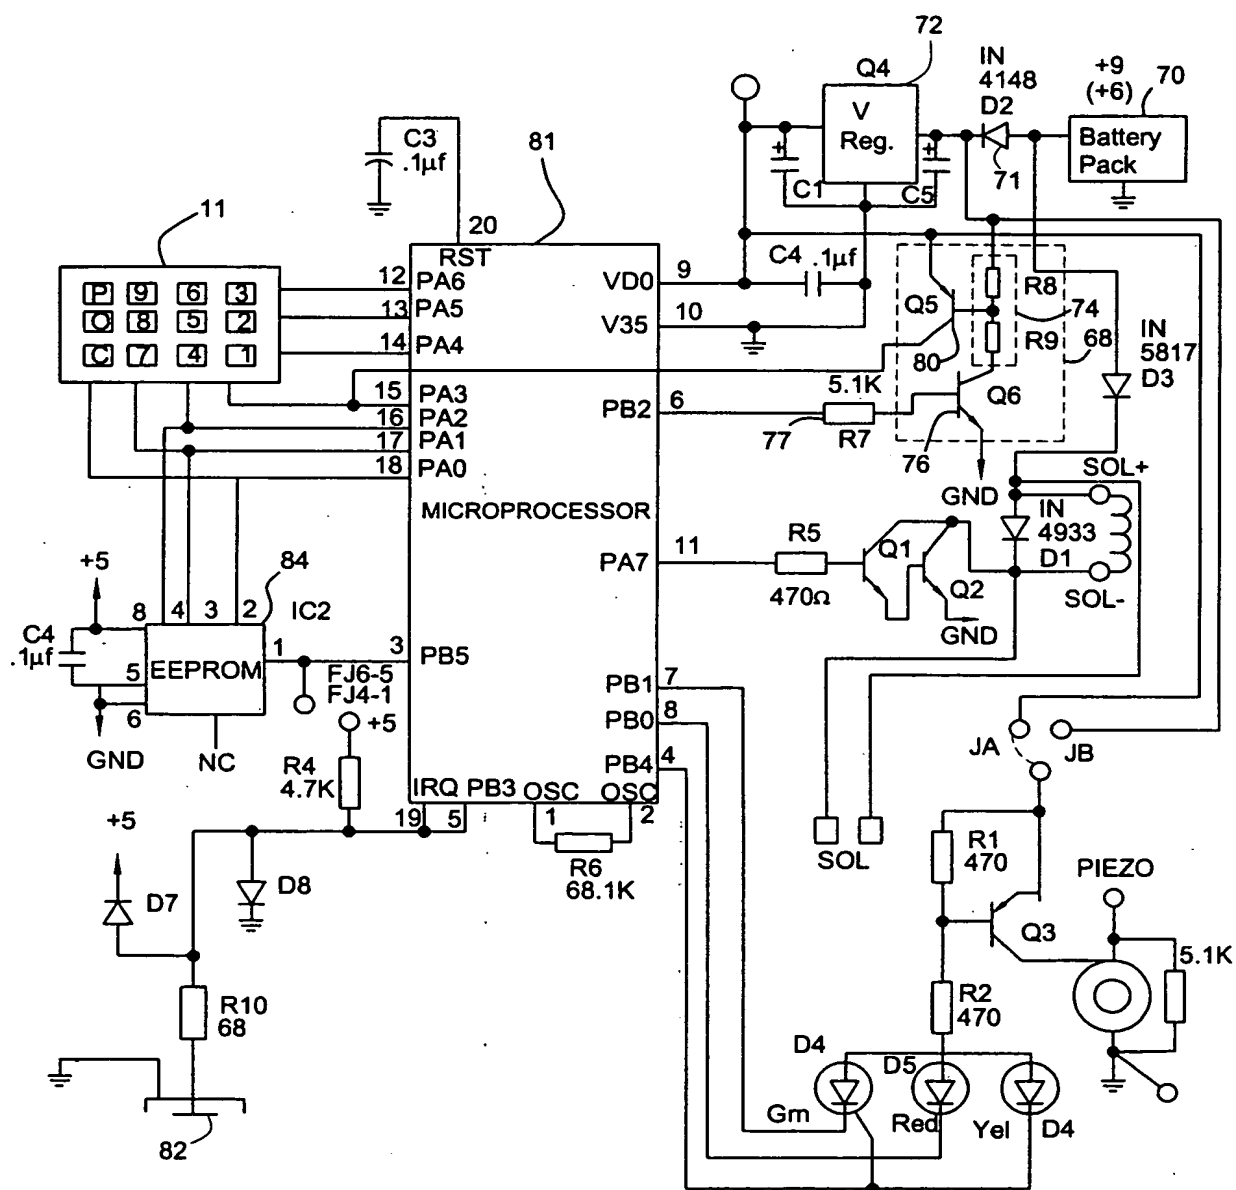 72
IN
4148
D2
+9
(+6)
70
Q4
V
Reg.
Battery
Pack
71
+
C1
+
C5
C3
.1µf
81
11
20
RST
12
PA6
13
PA5
14
PA4
15
PA3
16
PA2
17
PA1
18
PA0
P 9 6 3
O 8 5 2
C 7 4 1
VD0
9
V35
10
C4
.1µf
Q5
R8
74
R9
68
80
IN
5817
D3
PB2
6
5.1K
R7
77
Q6
76
GND
SOL+
MICROPROCESSOR
IN
4933
D1
SOL-
PA7
11
R5
470Ω
Q1
Q2
GND
+5
84
8
4
3
2
IC2
C4
.1µf
EEPROM
1
3
PB5
5
6
GND
NC
FJ6-5
FJ4-1
+5
R4
4.7K
PB1
7
PB0
8
PB4
4
IRQ
PB3
OSC
OSC
19
5
1
2
R6
68.1K
JA
JB
SOL
+5
D7
D8
R10
68
82
R1
470
PIEZO
Q3
5.1K
R2
470
D4
D5
Grn
Red
Yel
D4